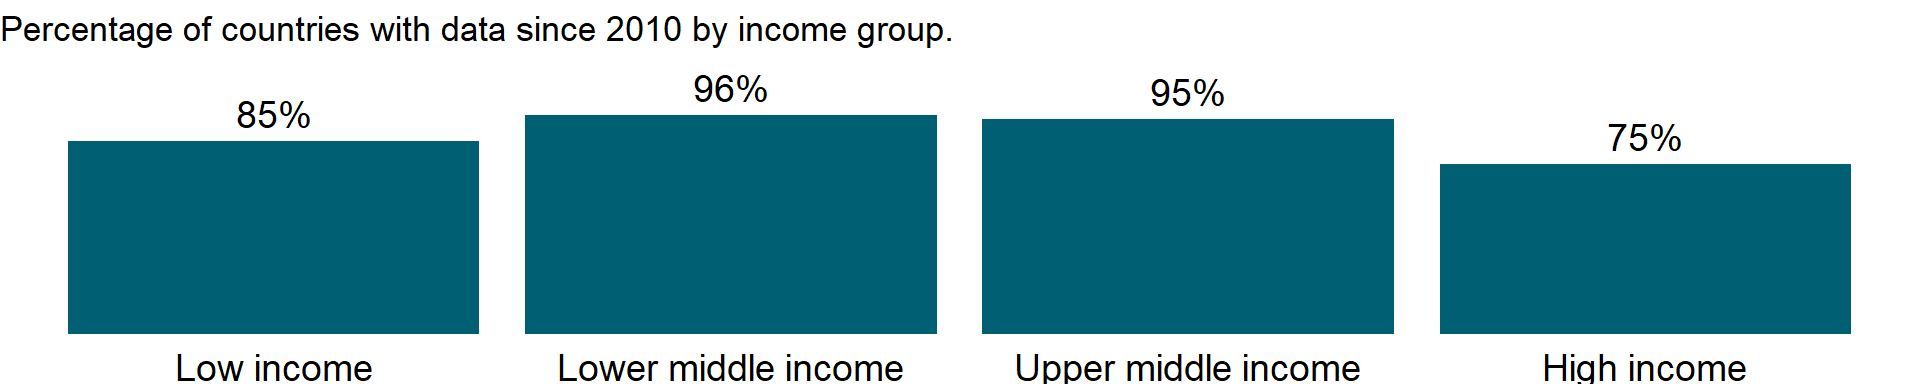 Percentage of countries with data since 2010 by income group.
85%
96%
95%
75%
Low income
Lower middle income
Upper middle income
High income